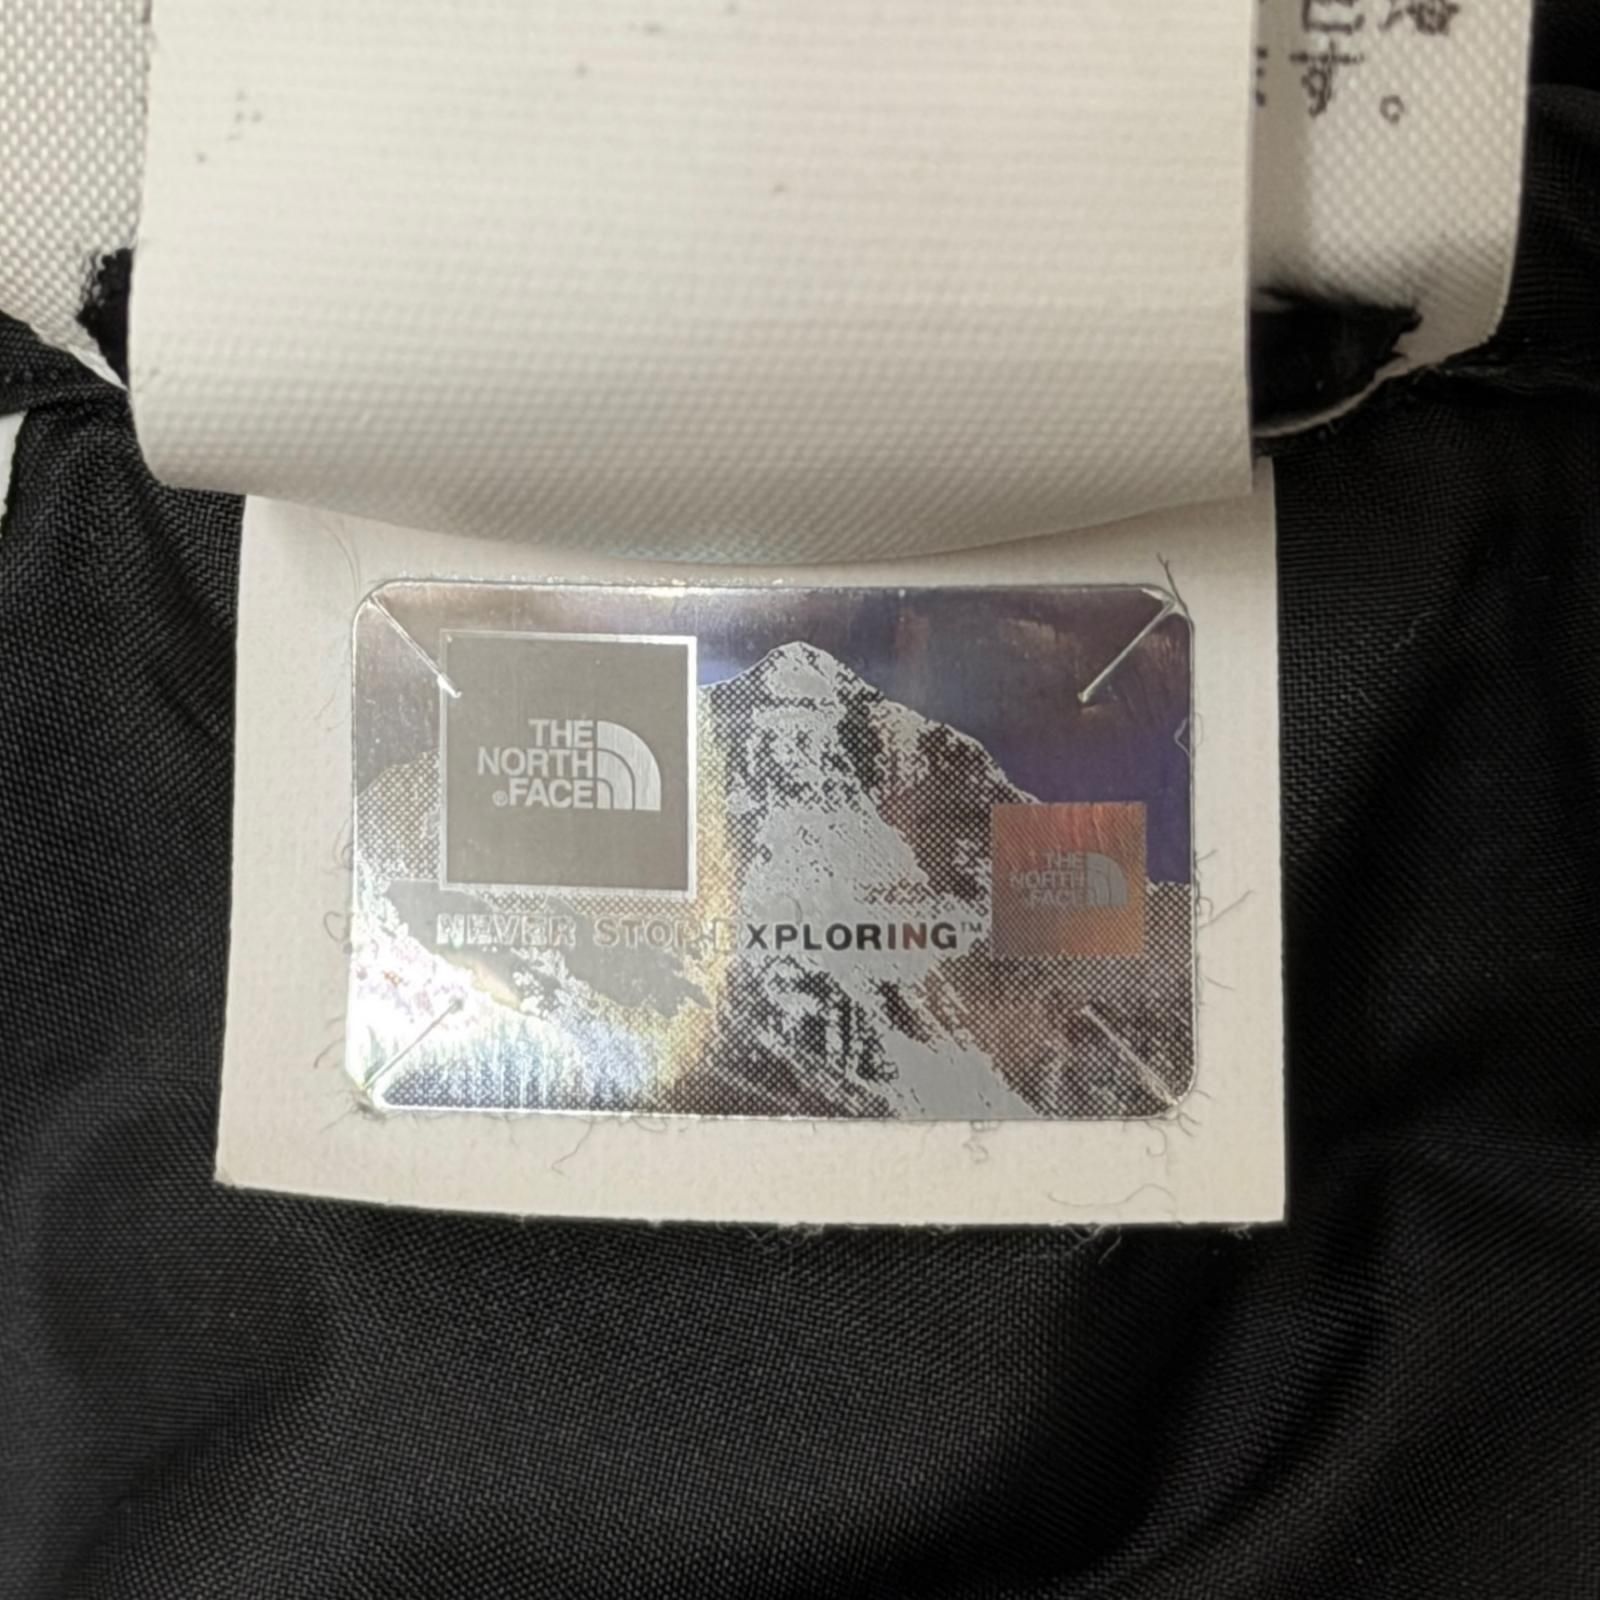 THE
NORTH
®FACE
NEVER STOP EXPLORING™
THE
NORTH
FACE